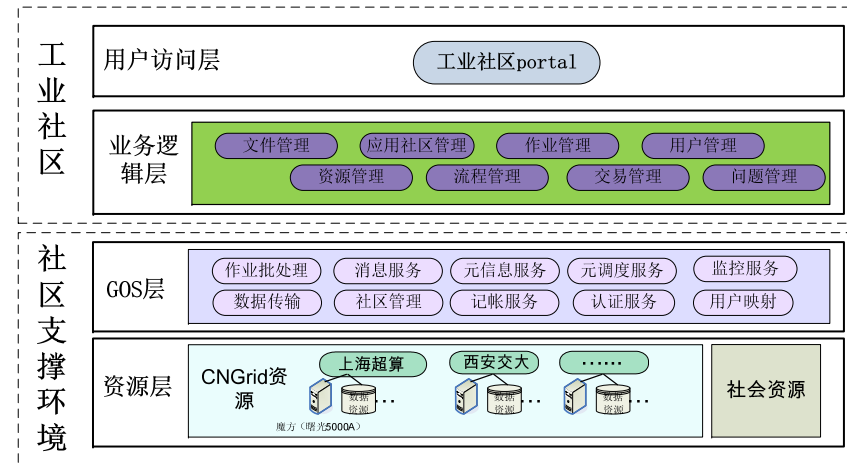 工业社区
用户访问层
工业社区portal
业务逻
辑层
文件管理
应用社区管理
作业管理
用户管理
资源管理
流程管理
交易管理
问题管理
社区支撑环境
GOS层
作业批处理
消息服务
元信息服务
元调度服务
监控服务
数据传输
社区管理
记帐服务
认证服务
用户映射
资源层
CNGrid资
源
上海超算
西安交大
······
数据
资源
···
数据
资源
···
数据
资源
···
魔方（曙光5000A）
社会资源